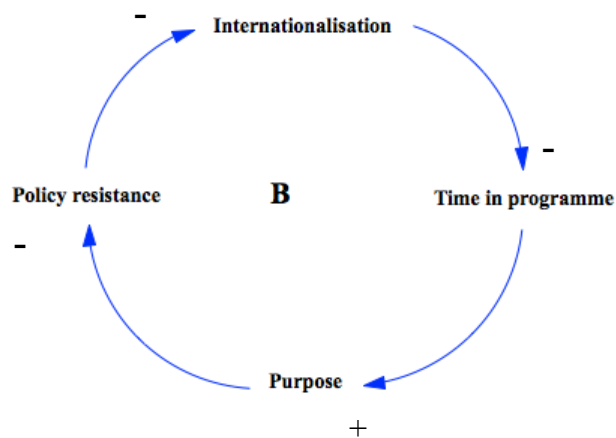 -
Internationalisation
-
Policy resistance
B
Time in programme
-
Purpose
+